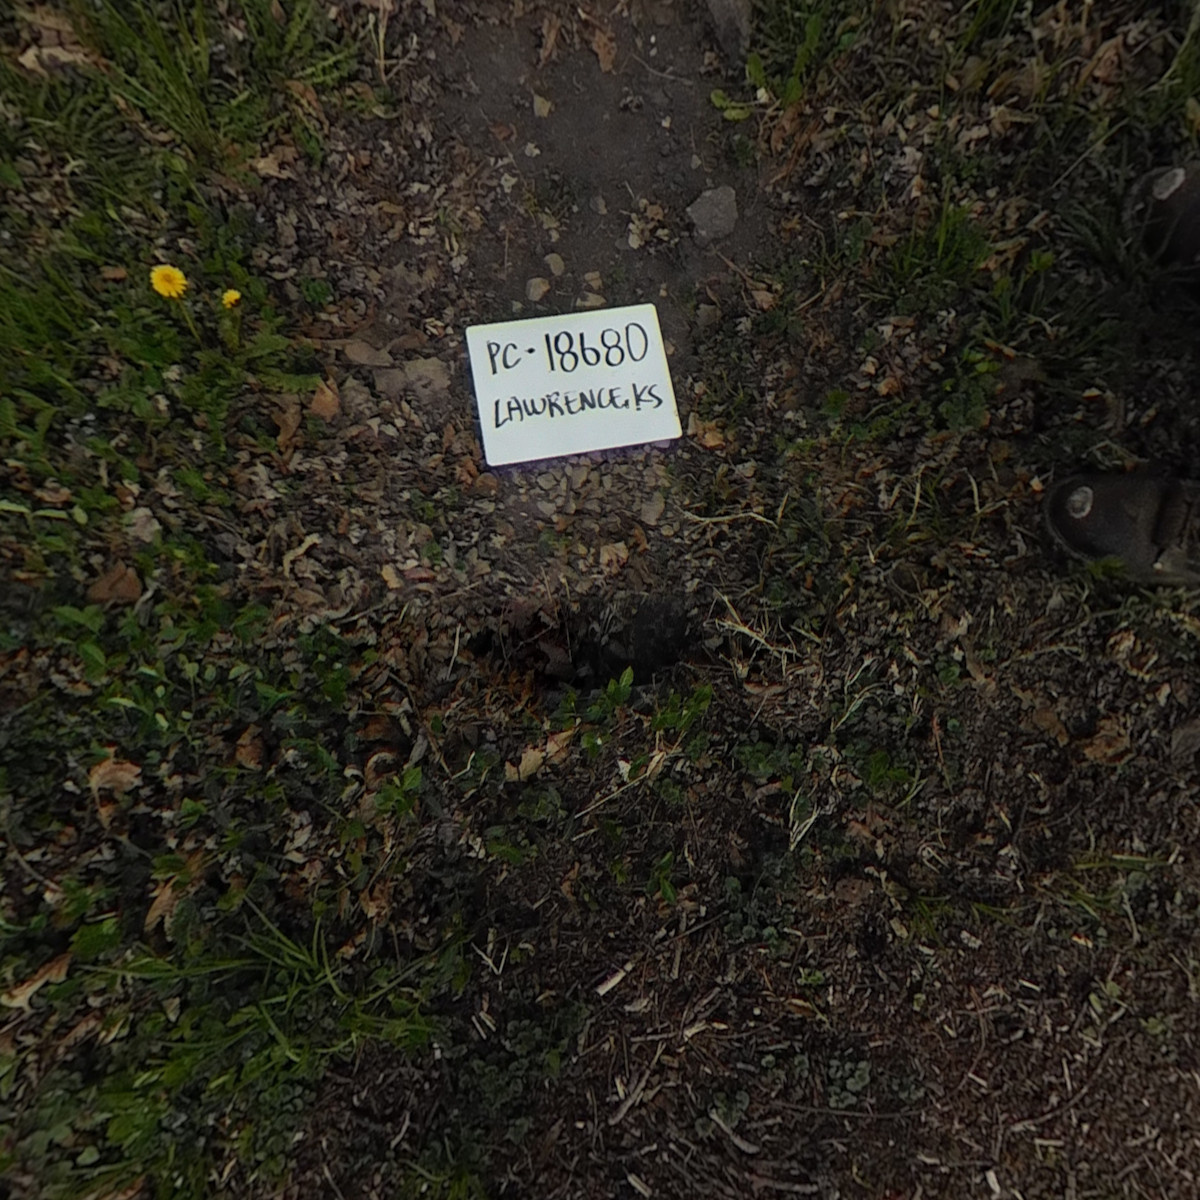 PC-18680
LAWRENCE, KS